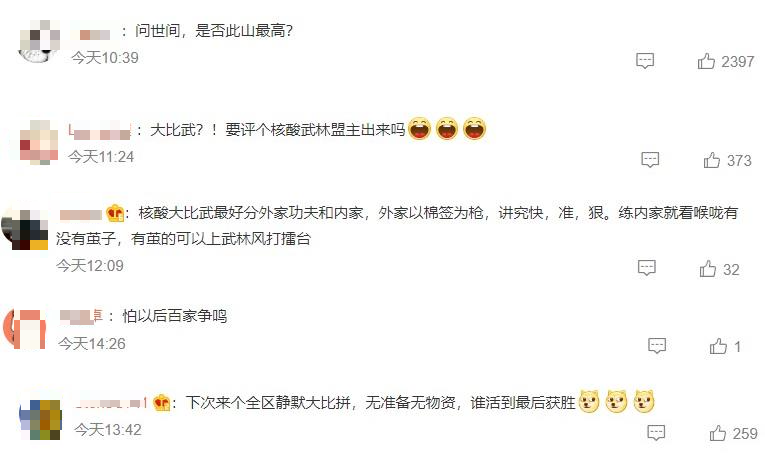 ：问世间，是否此山最高？
今天10:39
2397
：大比武？！要评个核酸武林盟主出来吗
今天11:24
373
：核酸大比武最好分外家功夫和内家，外家以棉签为枪，讲究快，准，狠。练内家就看喉咙有
没有茧子，有茧的可以上武林风打擂台
今天12:09
32
：怕以后百家争鸣
今天14:26
1
：下次来个全区静默大比拼，无准备无物资，谁活到最后获胜
今天13:42
259